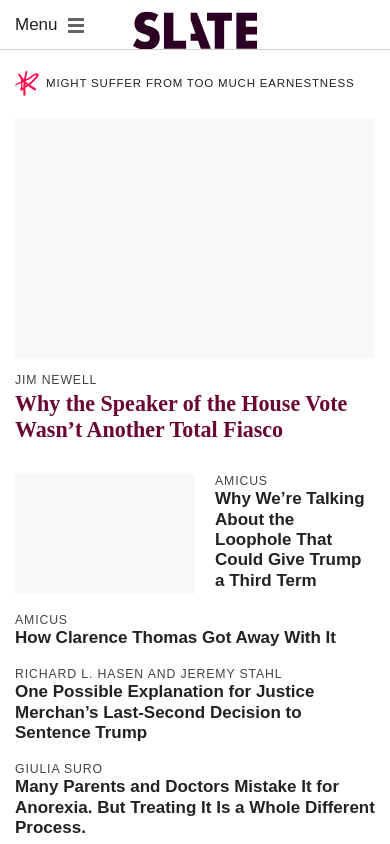 Menu
SLATE
MIGHT SUFFER FROM TOO MUCH EARNESTNESS
JIM NEWELL
Why the Speaker of the House Vote
Wasn’t Another Total Fiasco
AMICUS
Why We’re Talking
About the
Loophole That
Could Give Trump
a Third Term
AMICUS
How Clarence Thomas Got Away With It
RICHARD L. HASEN AND JEREMY STAHL
One Possible Explanation for Justice
Merchan’s Last-Second Decision to
Sentence Trump
GIULIA SURO
Many Parents and Doctors Mistake It for
Anorexia. But Treating It Is a Whole Different
Process.